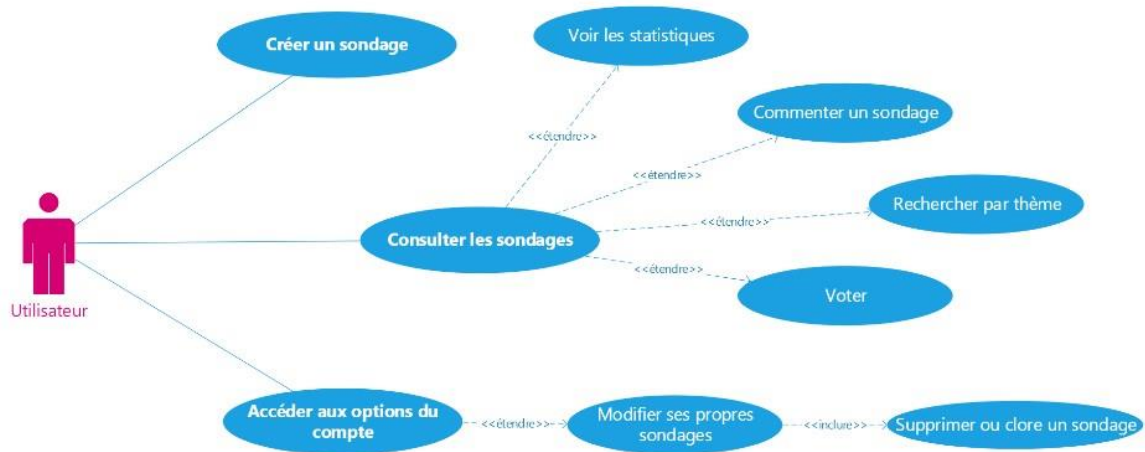 Créer un sondage
Voir les statistiques
<<étendre>>
Commenter un sondage
<<étendre>>
Rechercher par thème
<<étendre>>
Consulter les sondages
<<étendre>>
Voter
Utilisateur
Accéder aux options du
compte
<<étendre>>
Modifier ses propres
sondages
<<inclure>>
Supprimer ou clore un sondage